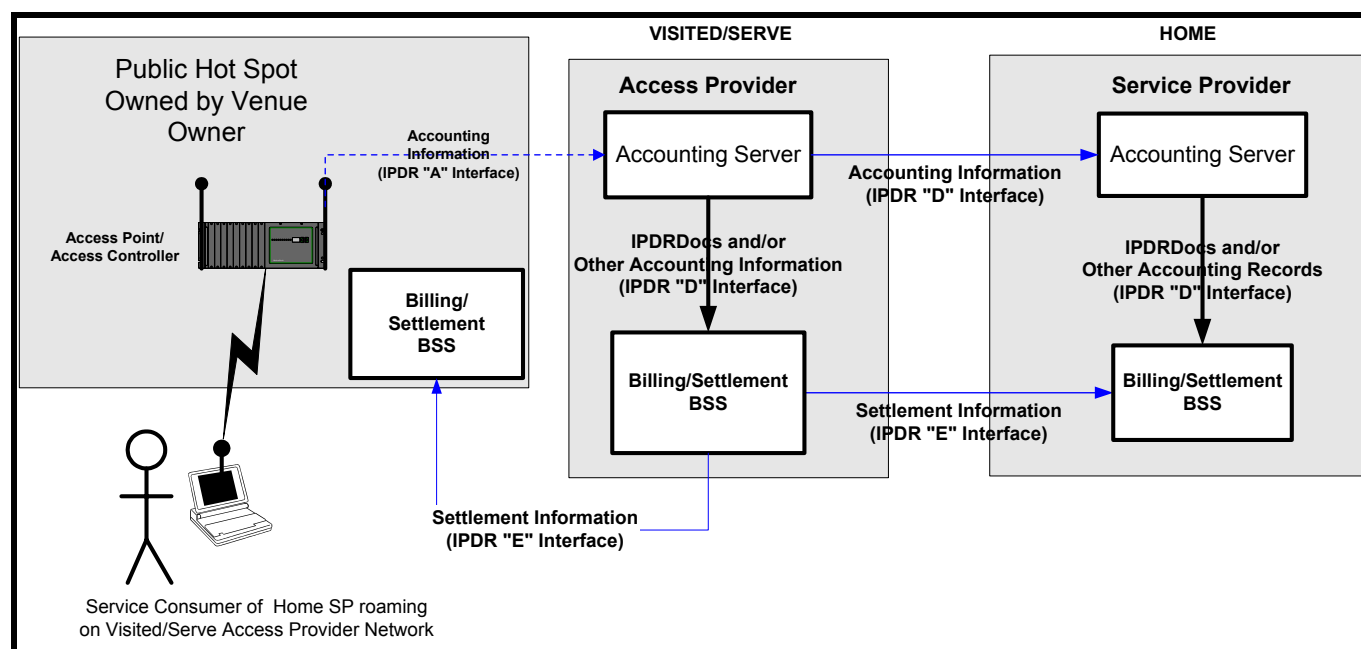 VISITED/SERVE
HOME
Public Hot Spot
Owned by Venue
Owner
Accounting
Information
(IPDR "A" Interface)
Access Point/
Access Controller
Billing/
Settlement
BSS
Access Provider
Accounting Server
Accounting Information
(IPDR "D" Interface)
IPDRDocs and/or
Other Accounting Information
(IPDR "D" Interface)
Billing/Settlement
BSS
Settlement Information
(IPDR "E" Interface)
Service Provider
Accounting Server
IPDRDocs and/or
Other Accounting Records
(IPDR "D" Interface)
Billing/Settlement
BSS
Settlement Information
(IPDR "E" Interface)
Service Consumer of Home SP roaming
on Visited/Serve Access Provider Network